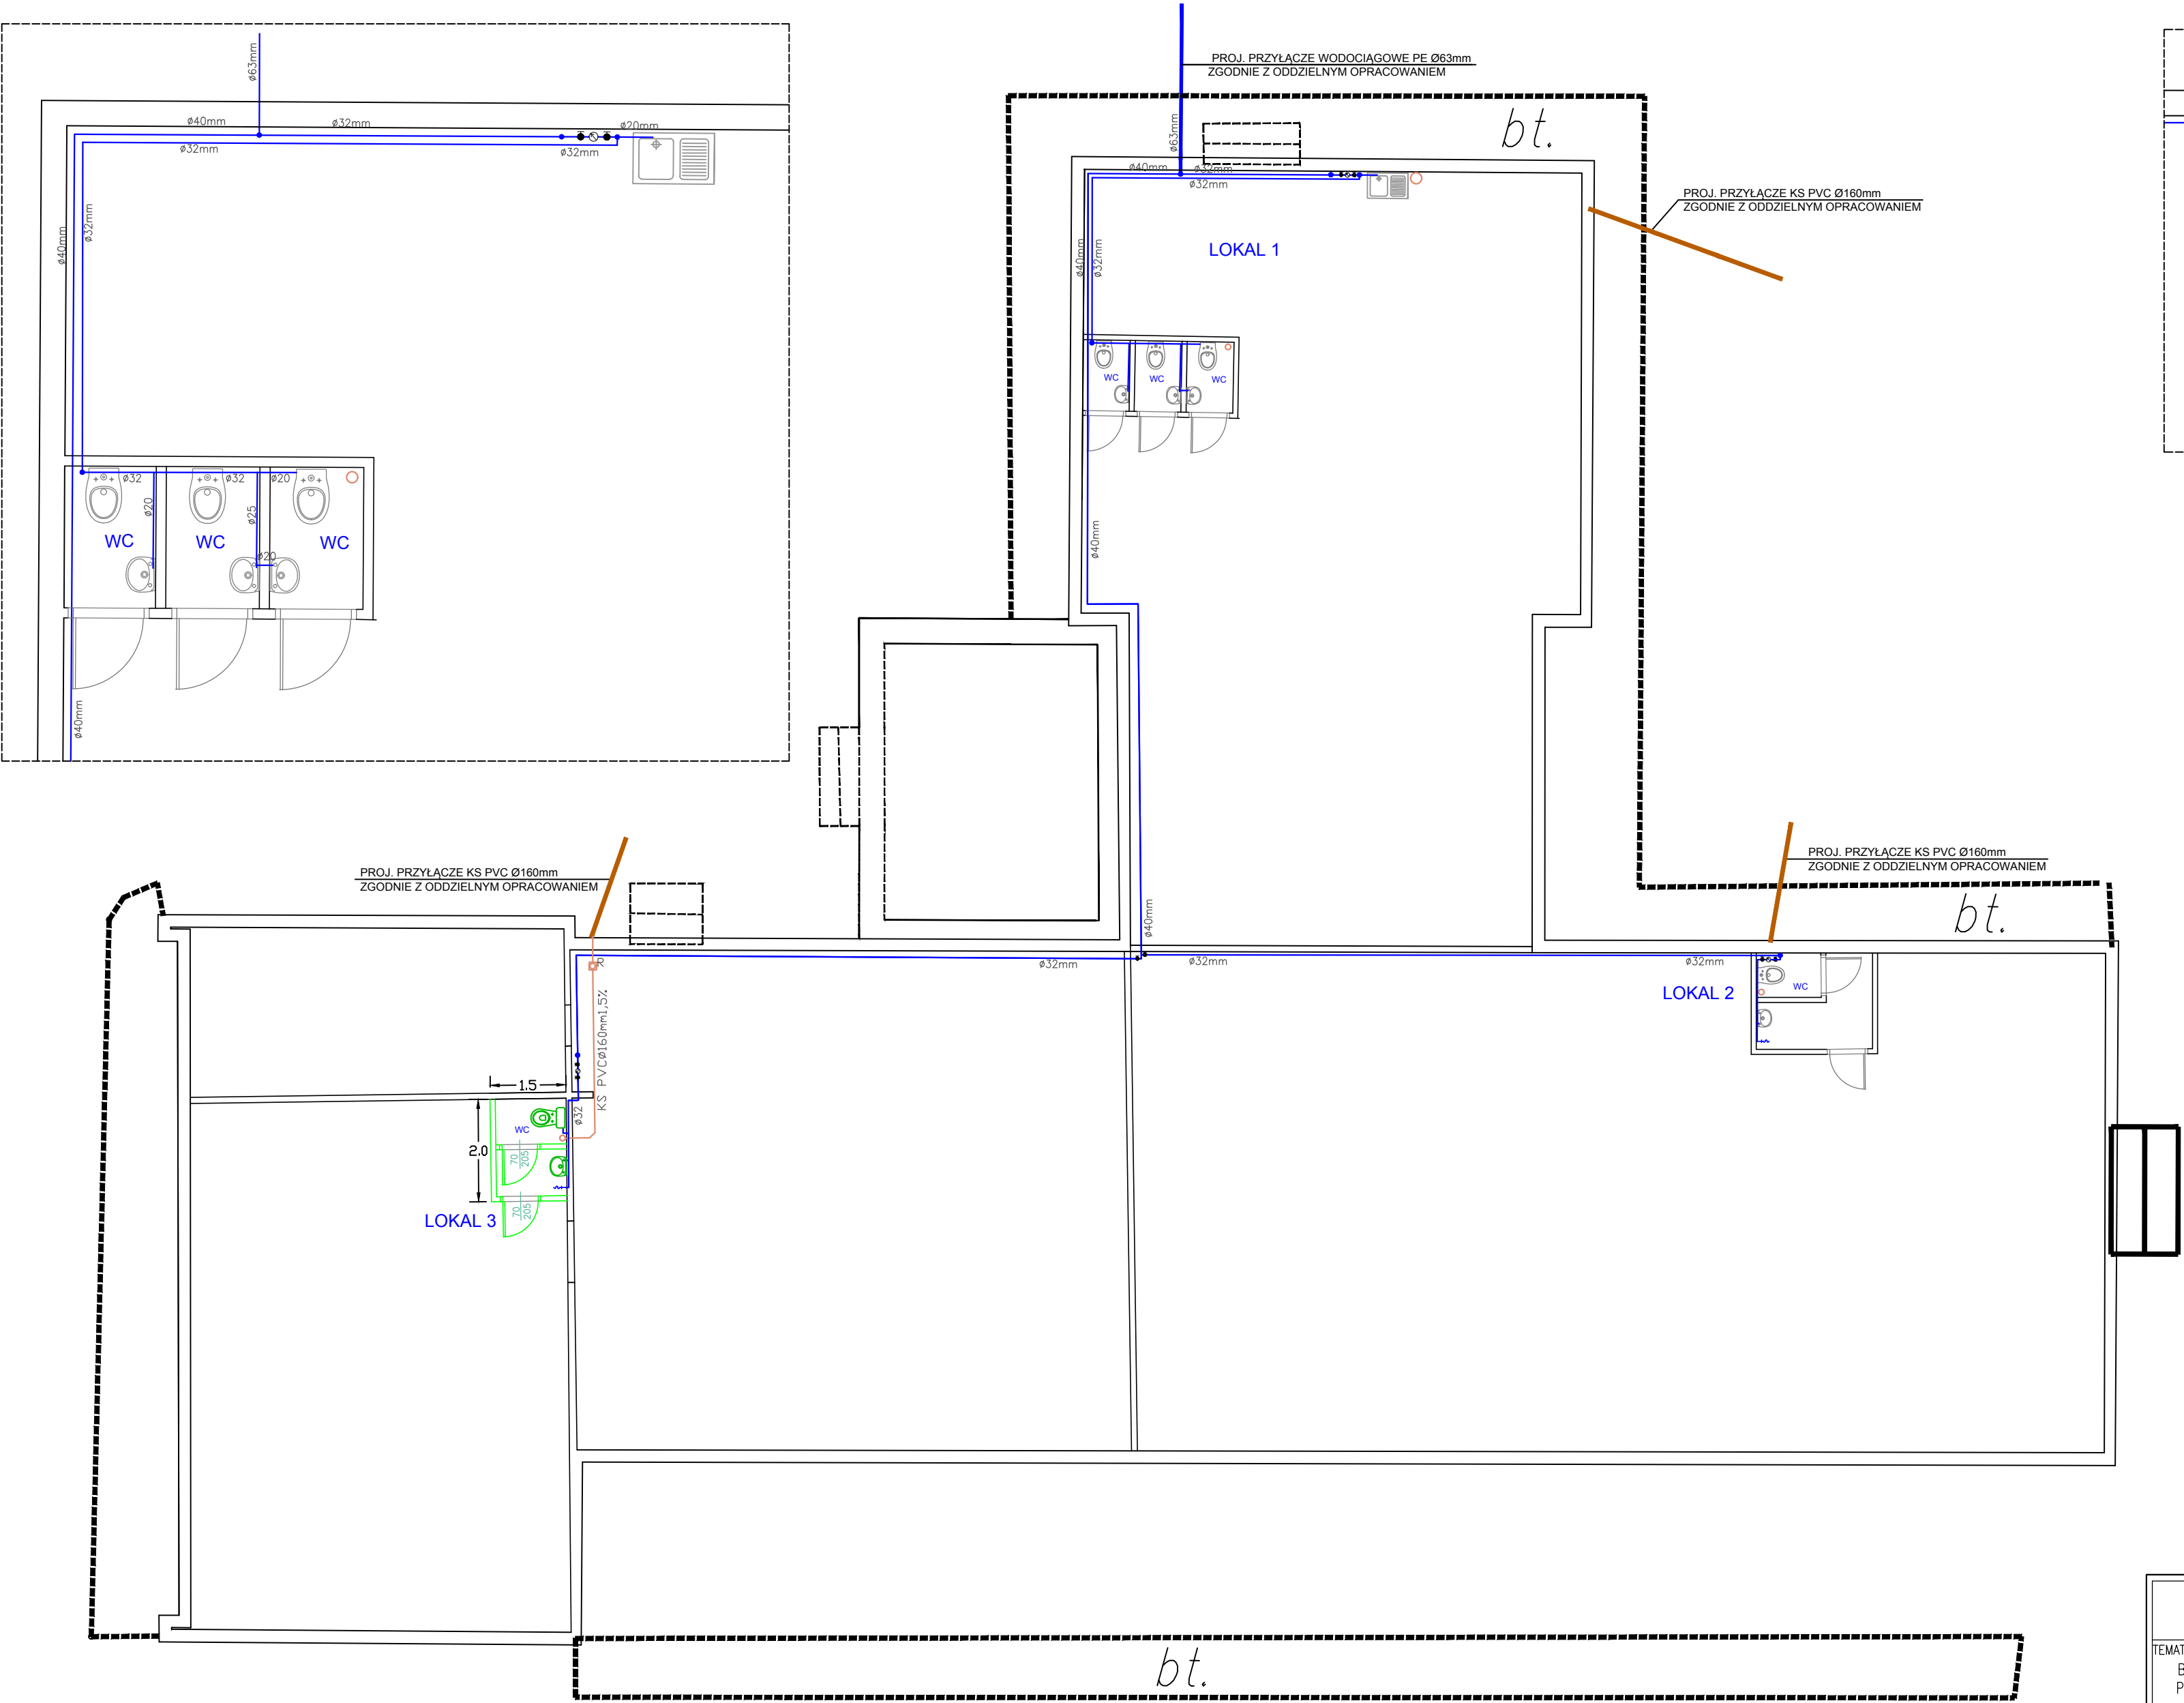 ø63mm
ø40mm
ø32mm
ø20mm
ø32mm
ø32mm
ø40mm
ø32mm
ø32
ø32
ø20
ø20
ø25
WC
WC
WC
ø20
ø40mm
PROJ. PRZYŁĄCZE WODOCIĄGOWE PE Ø63mm
ZGODNIE Z ODDZIELNYM OPRACOWANIEM
bt.
ø63mm
ø40mm
ø32mm
ø32mm
PROJ. PRZYŁĄCZE KS PVC Ø160mm
ZGODNIE Z ODDZIELNYM OPRACOWANIEM
LOKAL 1
ø40mm
ø32mm
WC
WC
WC
ø40mm
PROJ. PRZYŁĄCZE KS PVC Ø160mm
ZGODNIE Z ODDZIELNYM OPRACOWANIEM
PROJ. PRZYŁĄCZE KS PVC Ø160mm
ZGODNIE Z ODDZIELNYM OPRACOWANIEM
bt.
ø40mm
R
ø32mm
ø32mm
ø32mm
LOKAL 2
WC
KS PVCø160mm1,5%
1.5
ø32
WC
2.0
70
205
70
205
LOKAL 3
bt.
TEMAT